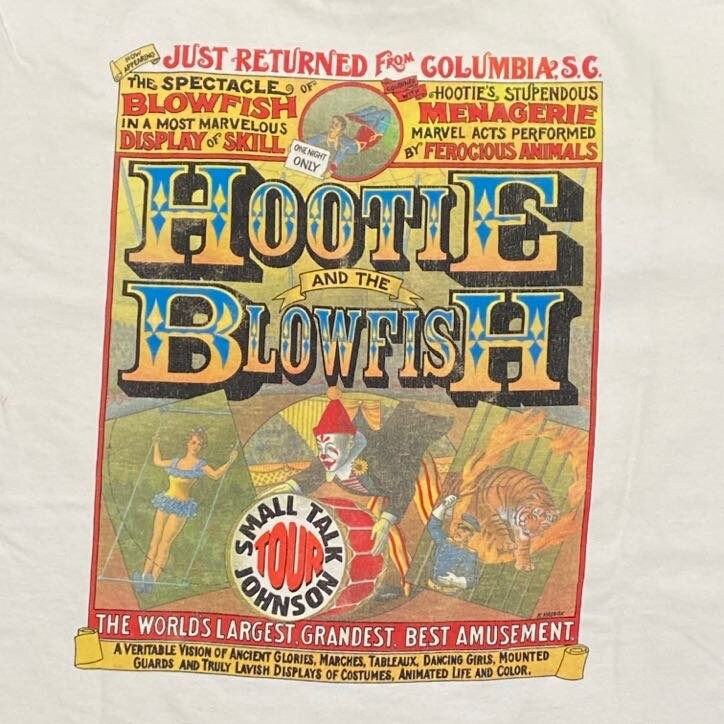 NOW APPEARING
JUST RETURNED FROM COLUMBIA, S.C.
THE SPECTACLE OF
BLOWFISH
IN A MOST MARVELOUS
DISPLAY OF SKILL
ONE NIGHT
ONLY
HOOTIE'S, STUPENDOUS
MENAGERIE
MARVEL ACTS PERFORMED
BY FEROCIOUS ANIMALS
HOOTIE
AND THE
BLOWFISH
SMALL TALK
TOUR
JOHNSON
THE WORLDS LARGEST, GRANDEST, BEST AMUSEMENT.
A VERITABLE VISION OF ANCIENT GLORIES, MARCHES, TABLEAUX, DANCING GIRLS, MOUNTED
GUARDS AND TRULY LAVISH DISPLAYS OF COSTUMES, ANIMATED LIFE AND COLOR.